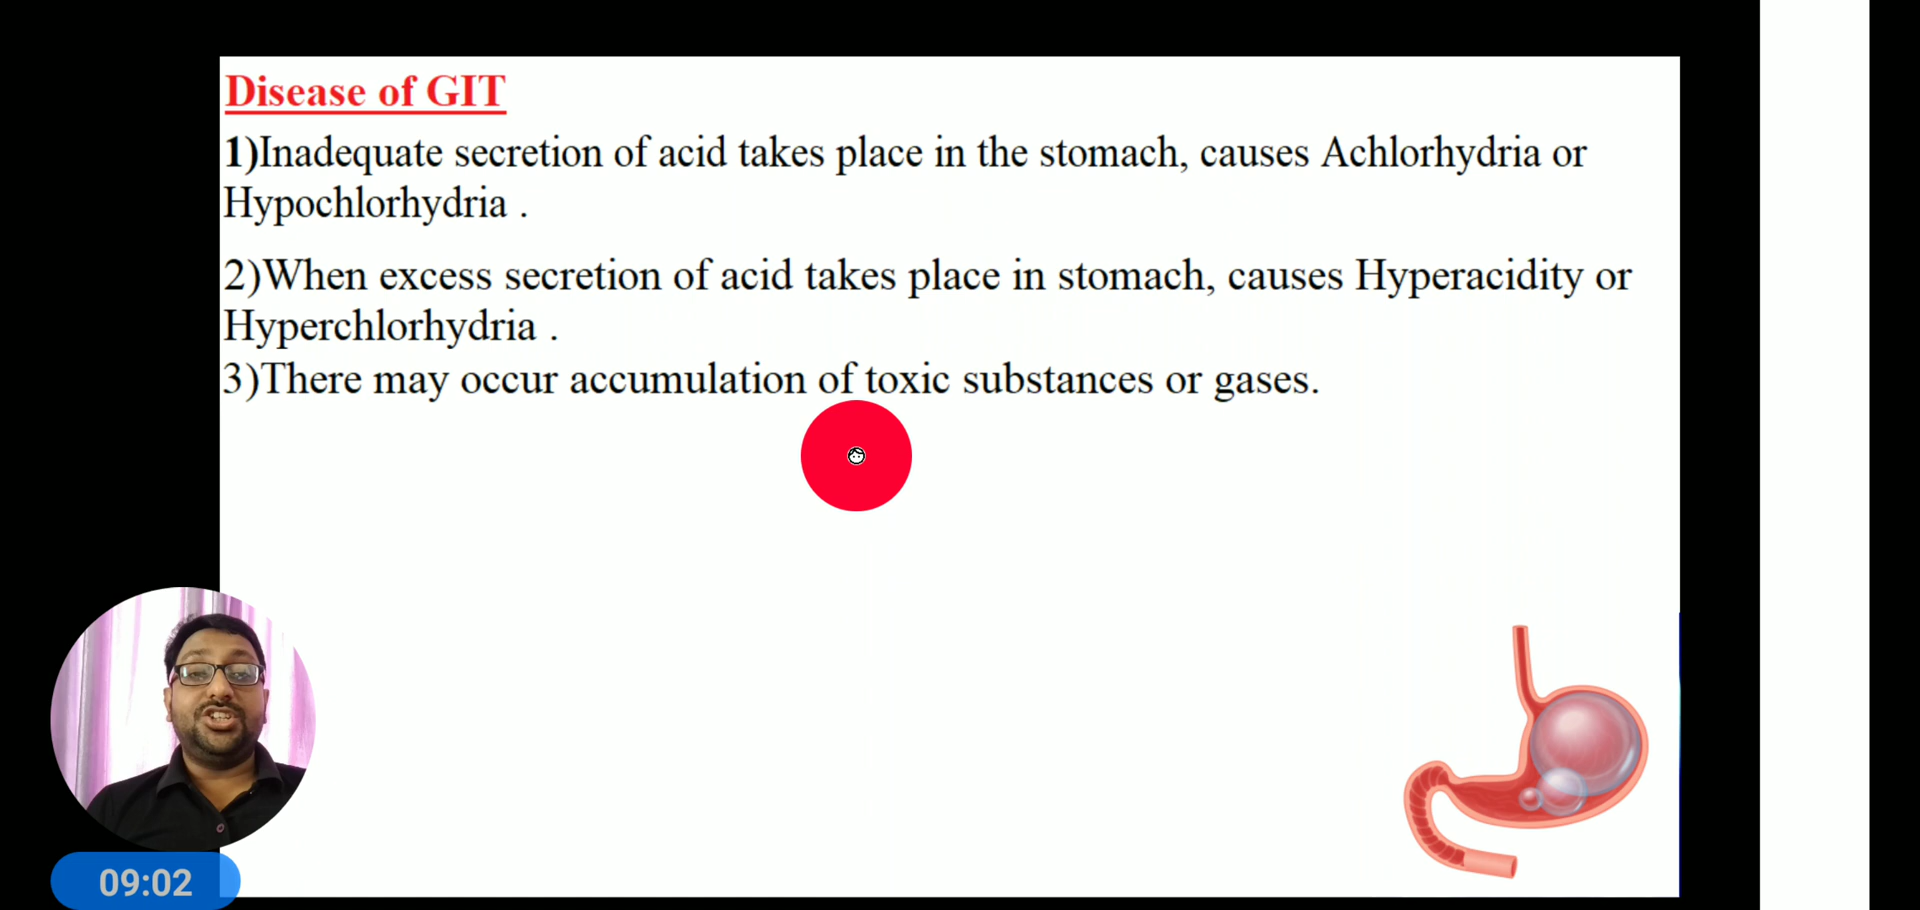 Disease of GIT
1)Inadequate secretion of acid takes place in the stomach, causes Achlorhydria or
Hypochlorhydria .
2)When excess secretion of acid takes place in stomach, causes Hyperacidity or
Hyperchlorhydria .
3)There may occur accumulation of toxic substances or gases.
09:02